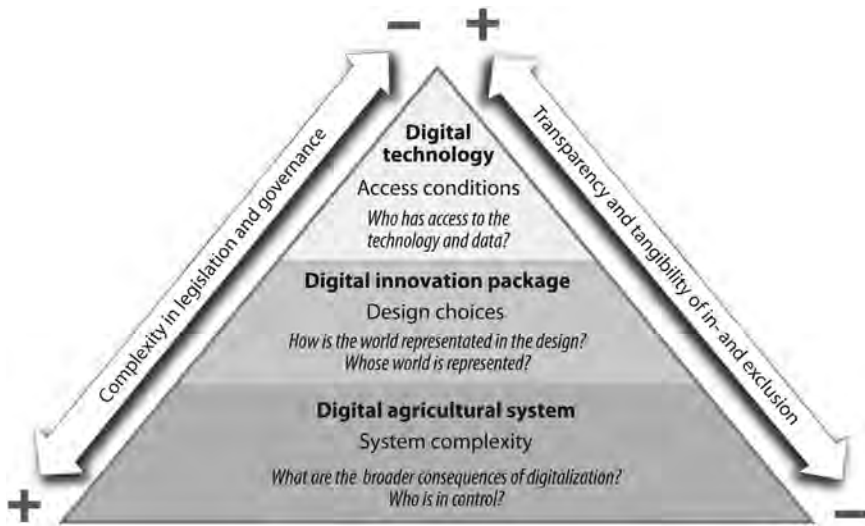 − +
Complexity in legislation and governance
Transparency and tangibility of in- and exclusion
Digital
technology
Access conditions
Who has access to the
technology and data?
Digital innovation package
Design choices
How is the world representated in the design?
Whose world is represented?
Digital agricultural system
System complexity
What are the broader consequences of digitalization?
Who is in control?
+ −